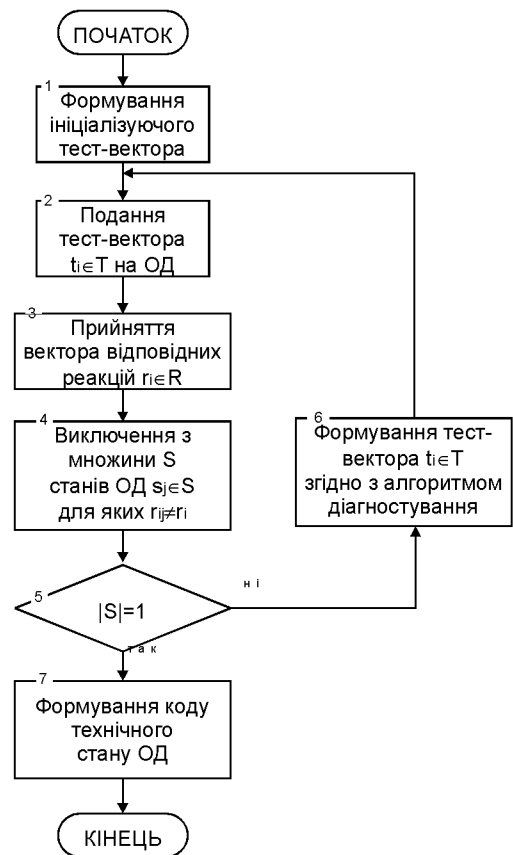 ПОЧАТОК
1
Формування
ініціалізуючого
тест-вектора
2
Подання
тест-вектора
ti∈T на ОД
3
Прийняття
вектора відповідних
реакцій ri∈R
4
Виключення з
множини S
станів ОД sj∈S
для яких rij≠ri
5
|S|=1
ні
так
6
Формування тест-
вектора ti∈T
згідно з алгоритмом
діагностування
7
Формування коду
технічного
стану ОД
КІНЕЦЬ